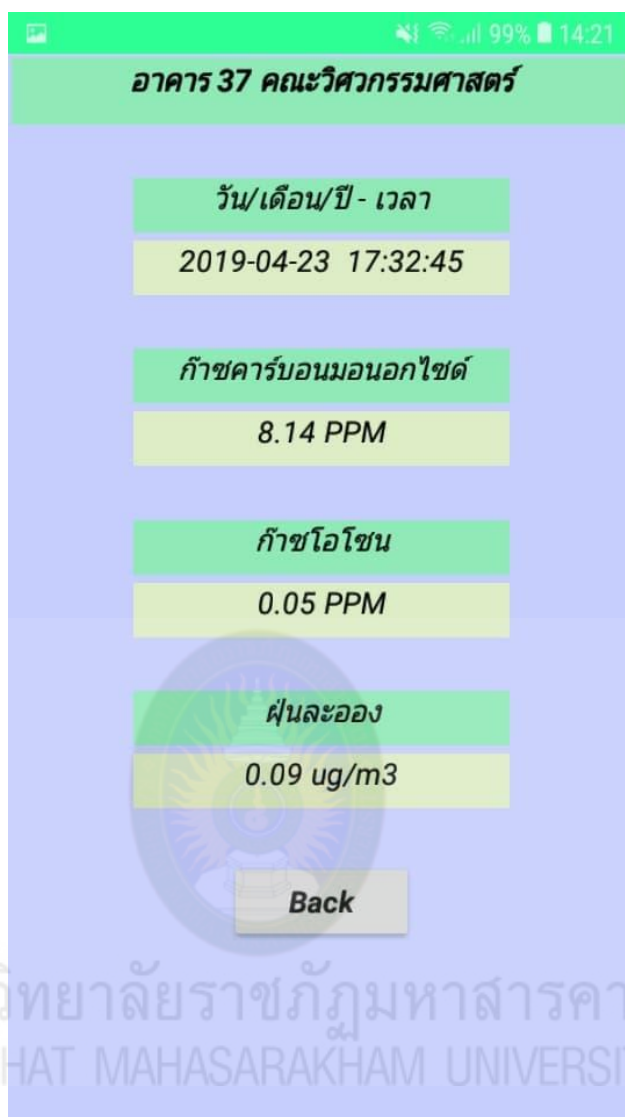 99% 14:21
อาคาร 37 คณะวิศวกรรมศาสตร์
วัน/เดือน/ปี - เวลา
2019-04-23 17:32:45
ก๊าซคาร์บอนมอนอกไซด์
8.14 PPM
ก๊าซโอโซน
0.05 PPM
ฝุ่นละออง
0.09 ug/m3
Back
วิทยาลัยราชภัฏมหาสารคา
HAT MAHASARAKHAM UNIVERSI